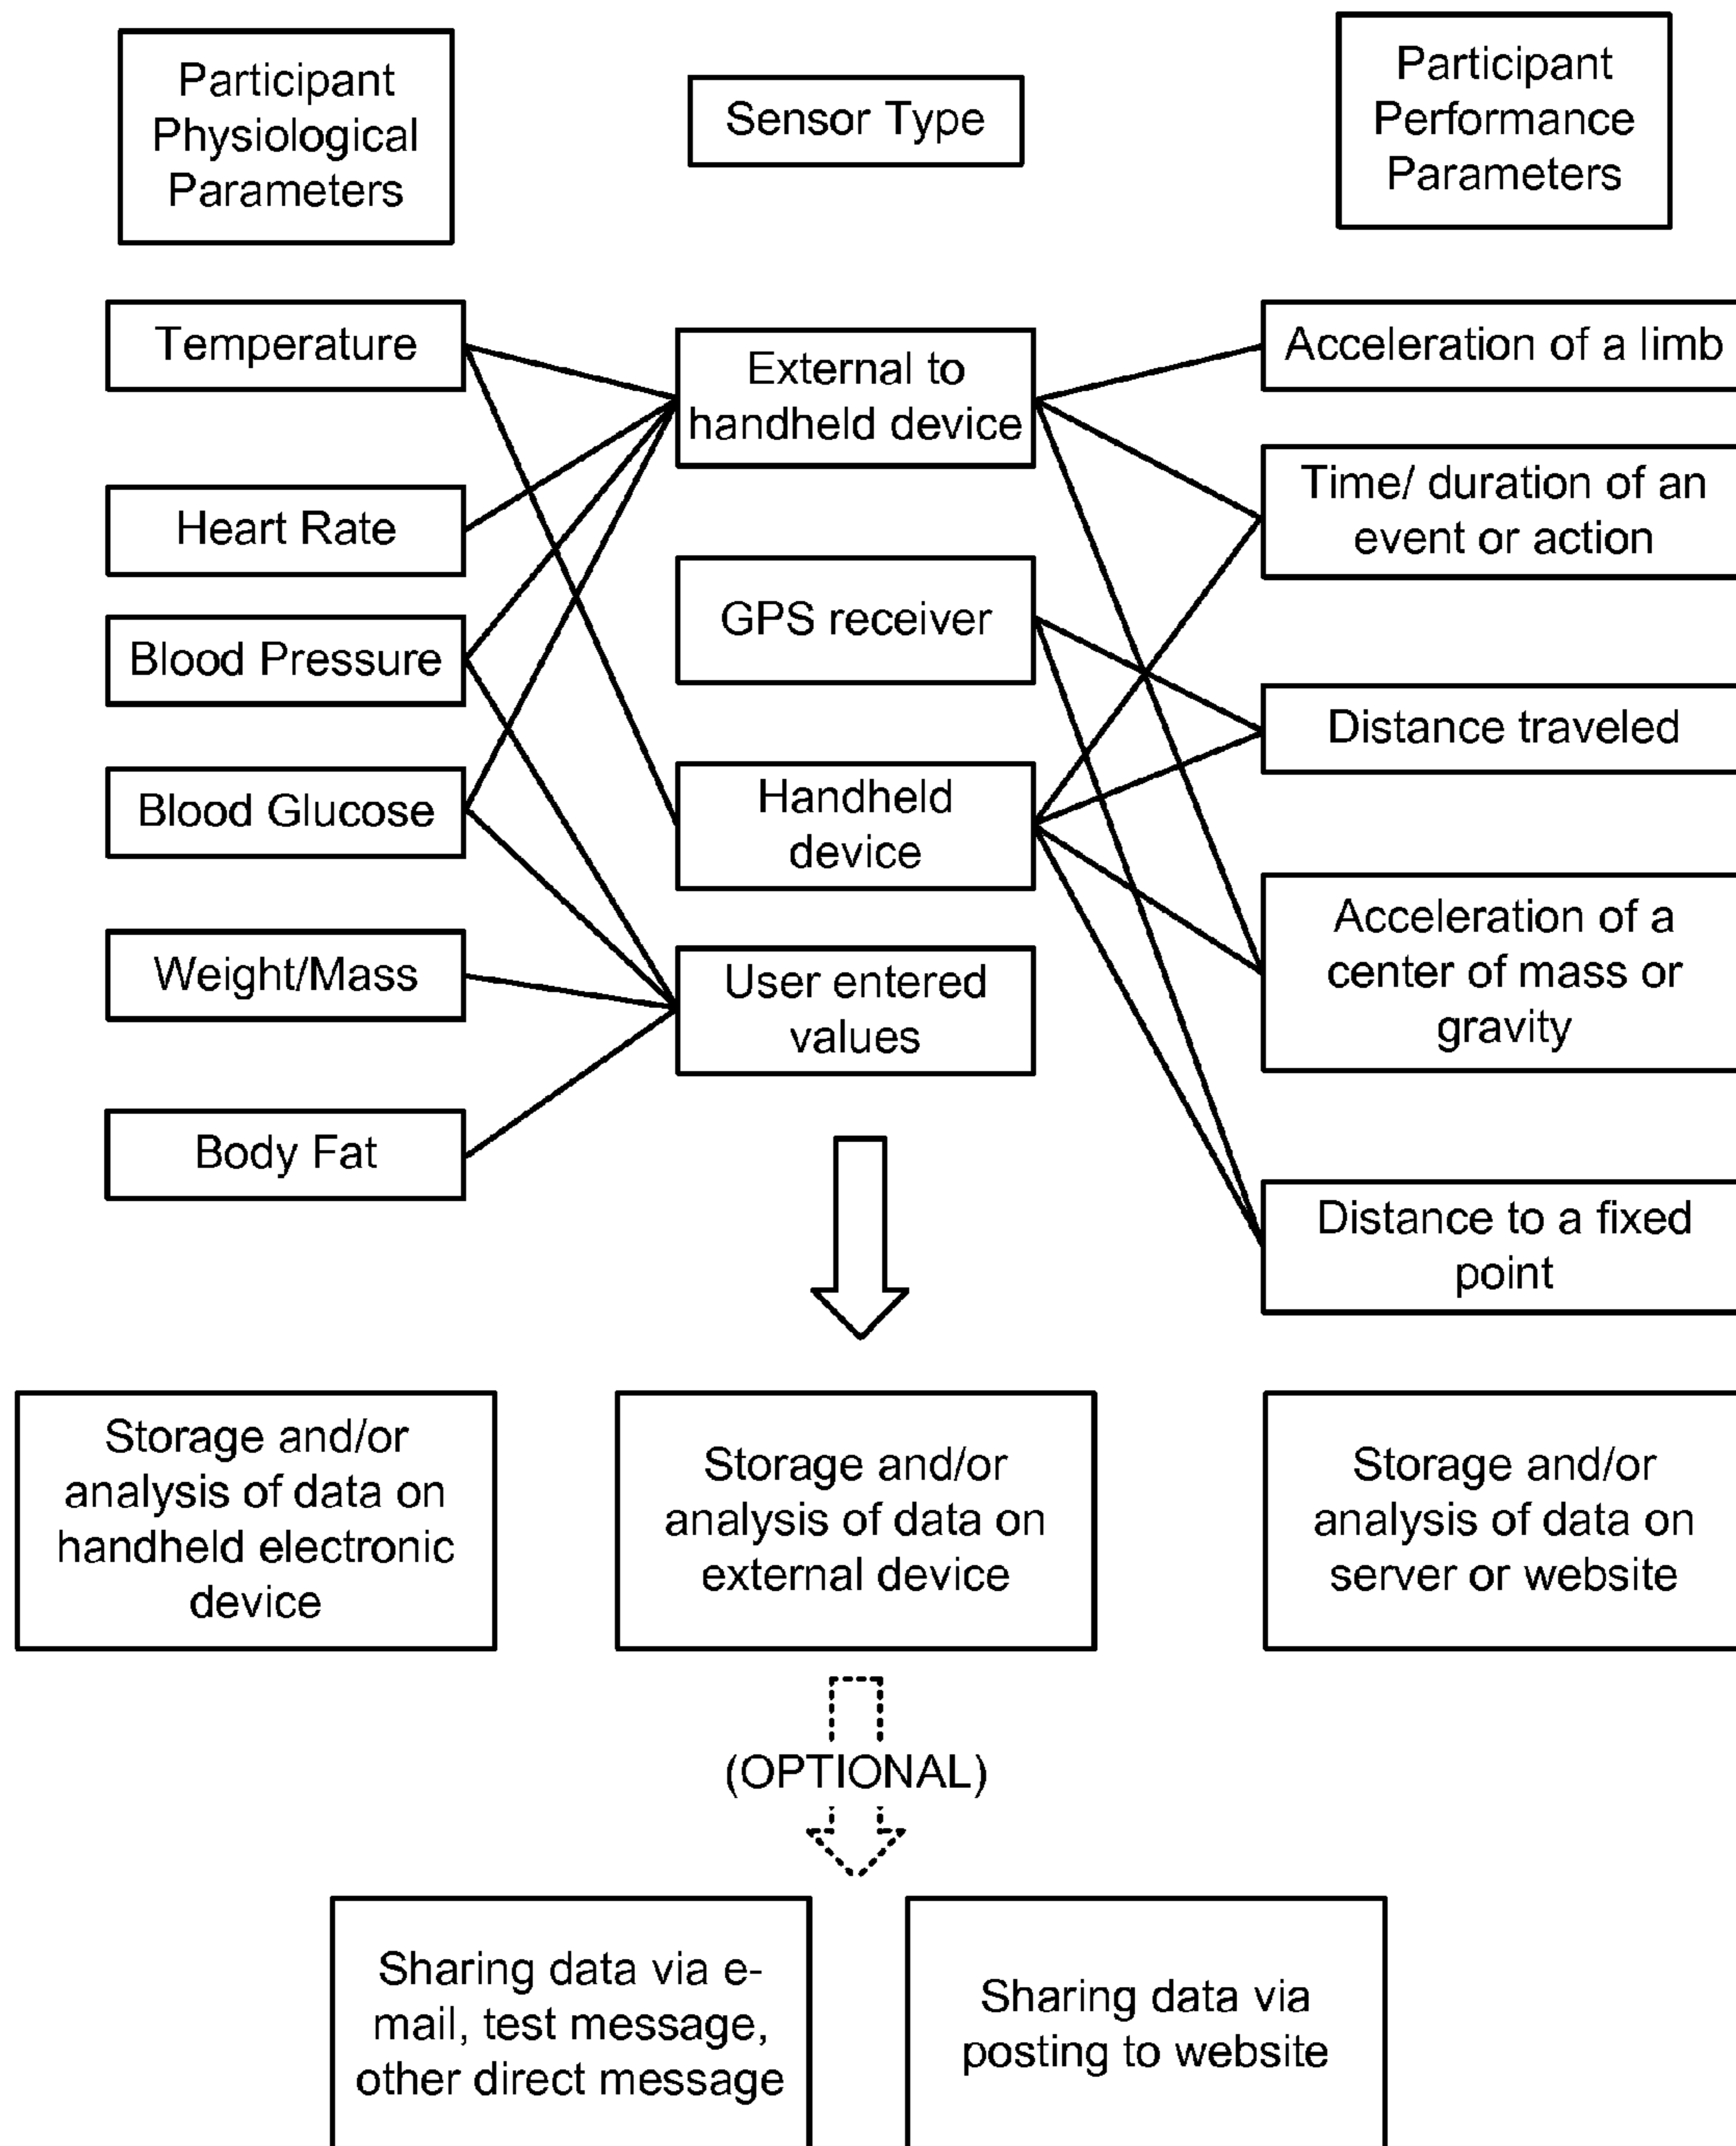 Participant
Physiological
Parameters
Sensor Type
Participant
Performance
Parameters
Temperature
Heart Rate
Blood Pressure
Blood Glucose
Weight/Mass
Body Fat
External to
handheld device
GPS receiver
Handheld
device
User entered
values
Acceleration of a limb
Time/ duration of an
event or action
Distance traveled
Acceleration of a
center of mass or
gravity
Distance to a fixed
point
Storage and/or
analysis of data on
handheld electronic
device
Storage and/or
analysis of data on
external device
Storage and/or
analysis of data on
server or website
(OPTIONAL)
Sharing data via e-
mail, test message,
other direct message
Sharing data via
posting to website